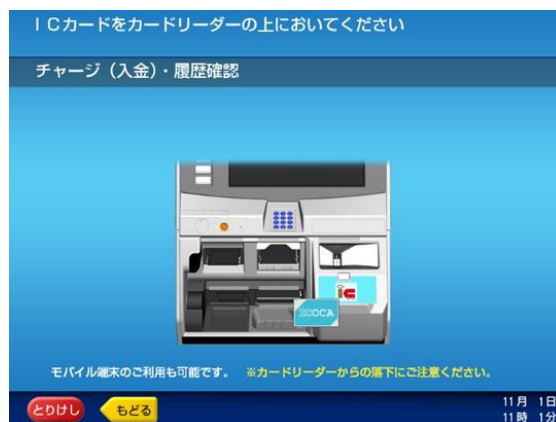 ICカードをカードリーダーの上においてください
チャージ（入金）・履歴確認
ic
モバイル端末のご利用も可能です。 ※カードリーダーからの落下にご注意ください。
とりけし もどる
11月 1日
11時 1分